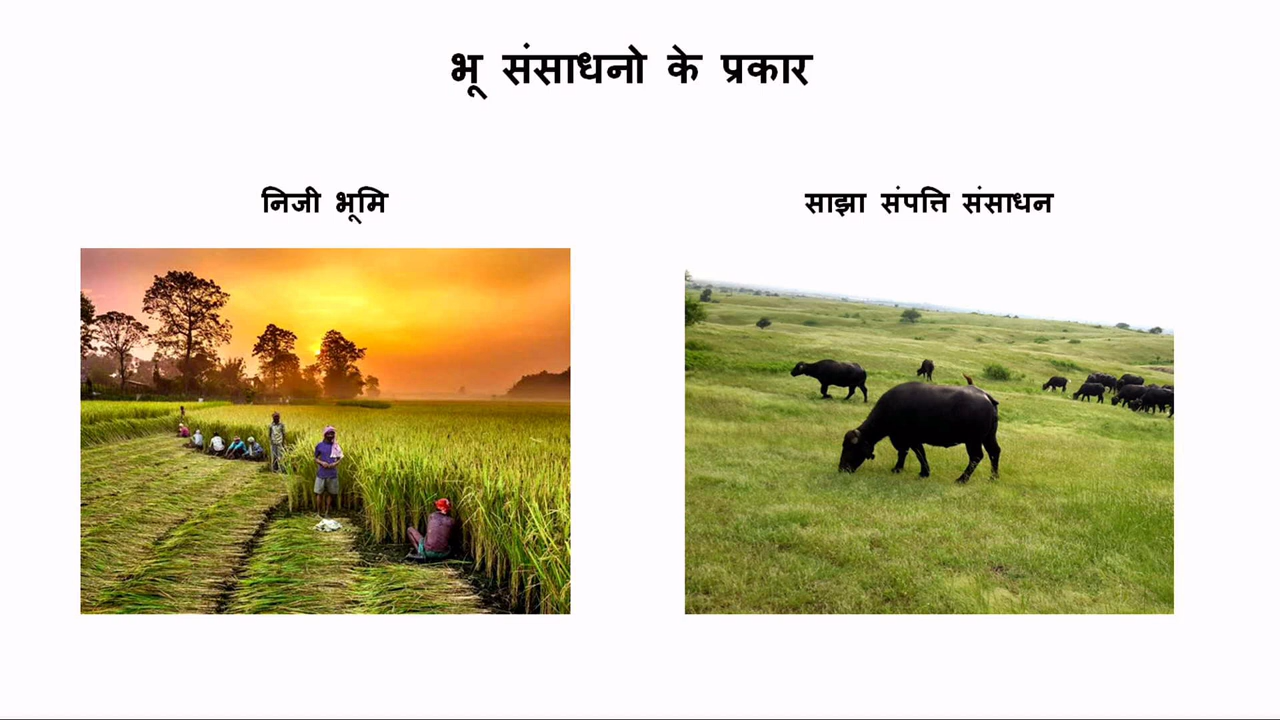 भू संसाधनो के प्रकार
निजी भूमि
साझा संपत्ति संसाधन